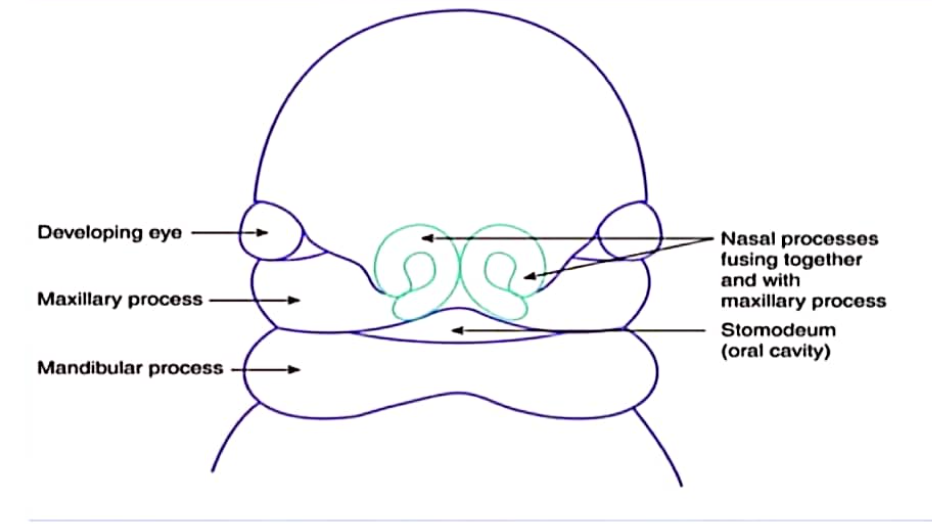 Developing eye
Maxillary process
Mandibular process
Nasal processes
fusing together
and with
maxillary process
Stomodeum
(oral cavity)